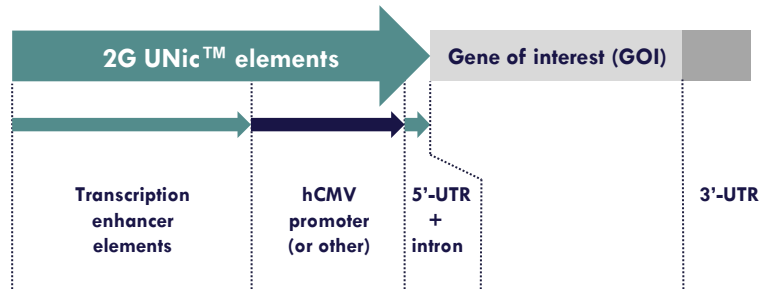 2G UNic™ elements
Gene of interest (GOI)
Transcription
enhancer
elements
hCMV
promoter
(or other)
5’-UTR
+
intron
3’-UTR